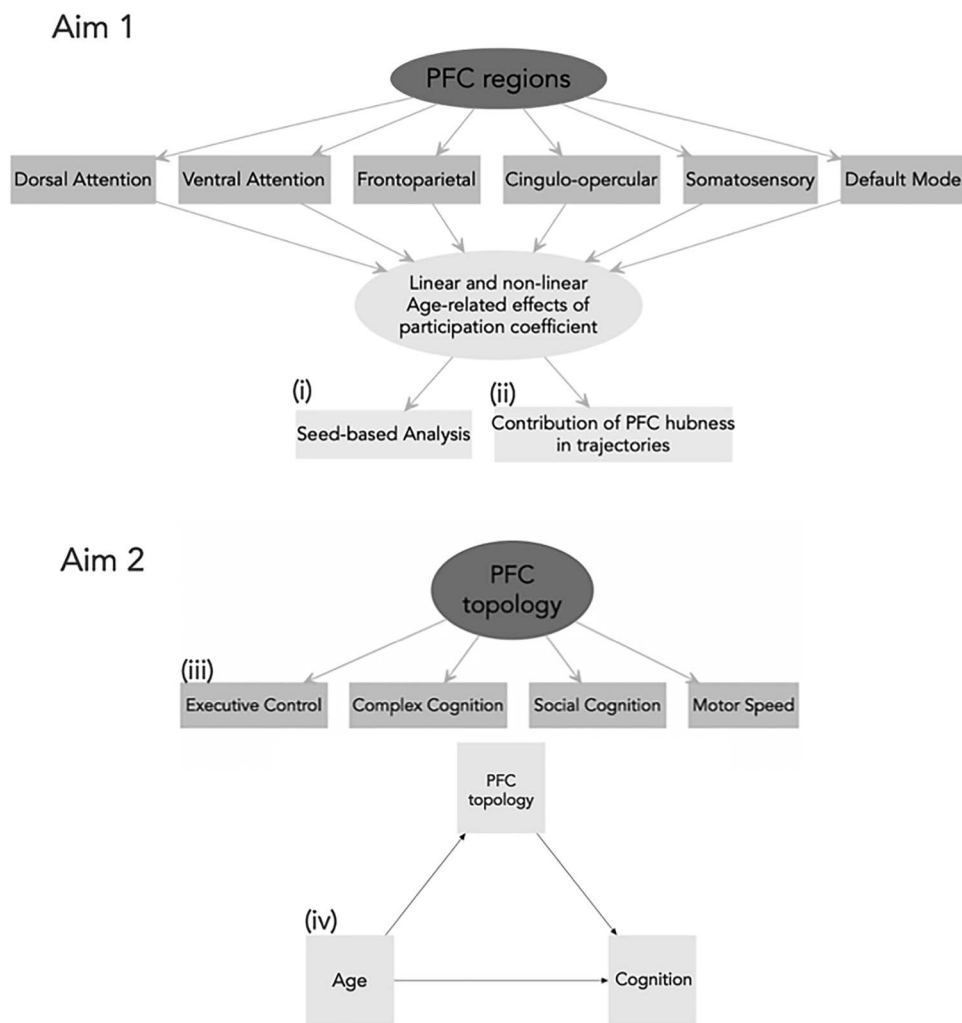 Aim 1
PFC regions
Dorsal Attention
Ventral Attention
Frontoparietal
Cingulo-opercular
Somatosensory
Default Mode
Linear and non-linear
Age-related effects of
participation coefficient
(i)
Seed-based Analysis
(ii)
Contribution of PFC hubness
in trajectories
Aim 2
PFC
topology
(iii)
Executive Control
Complex Cognition
Social Cognition
Motor Speed
PFC
topology
(iv)
Age
Cognition